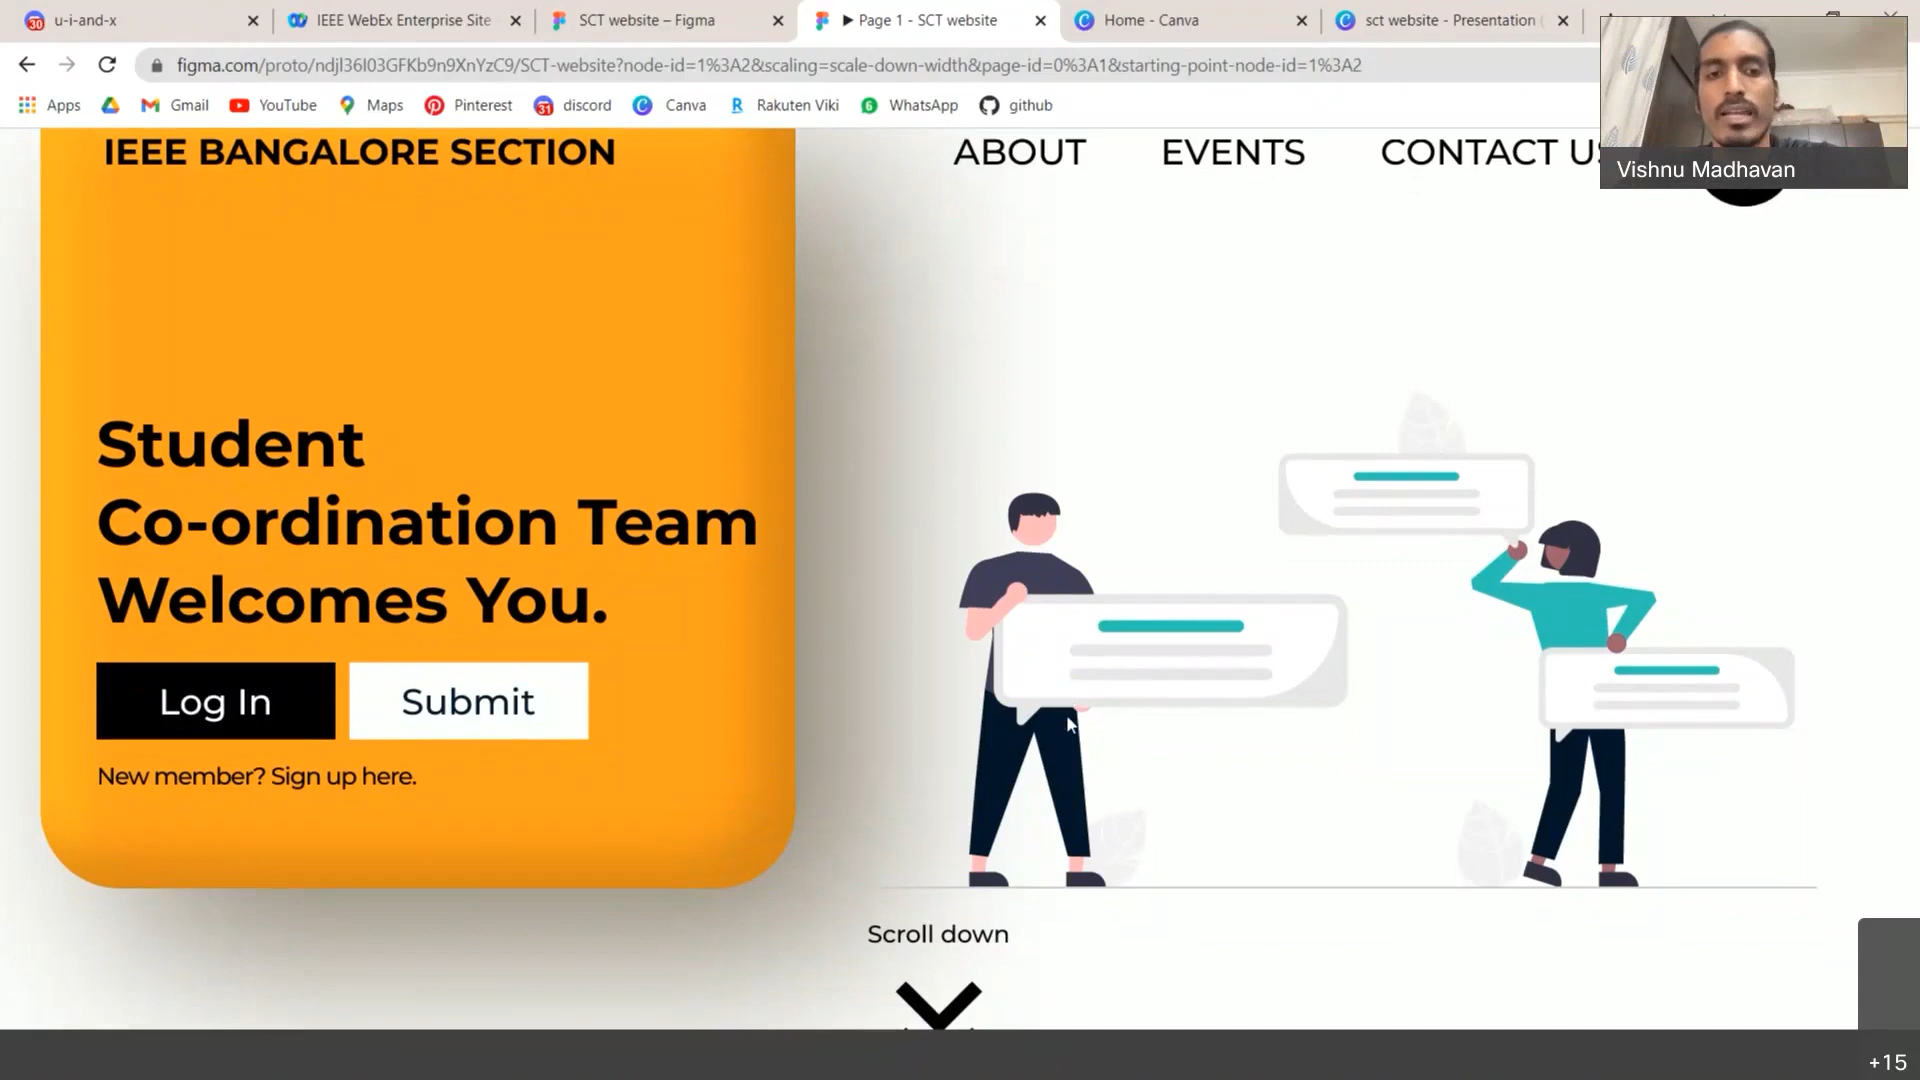 u-i-and-x
IEEE WebEx Enterprise Site
SCT website – Figma
Page 1 - SCT website
Home - Canva
sct website - Presentation
figma.com/proto/ndjl36I03GFKb9n9XnYzC9/SCT-website?node-id=1%3A2&scaling=scale-down-width&page-id=0%3A1&starting-point-node-id=1%3A2
Apps
Gmail
YouTube
Maps
Pinterest
discord
Canva
Rakuten Viki
WhatsApp
github
Vishnu Madhavan
IEEE BANGALORE SECTION
ABOUT
EVENTS
CONTACT US
Student
Co-ordination Team
Welcomes You.
Log In
Submit
New member? Sign up here.
Scroll down
+15